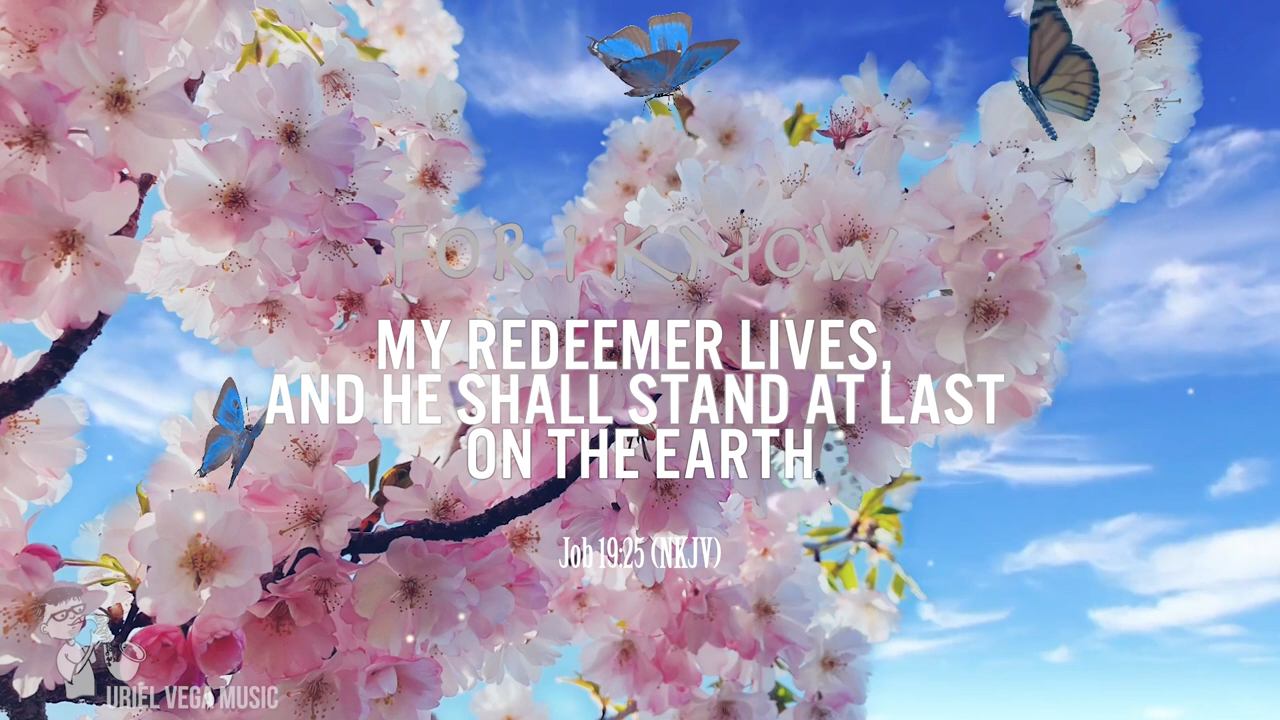 FOR I KNOW
MY REDEEMER LIVES,
AND HE SHALL STAND AT LAST
ON THE EARTH
Job 19:25 (NKJV)
URIEL VEGA MUSIC